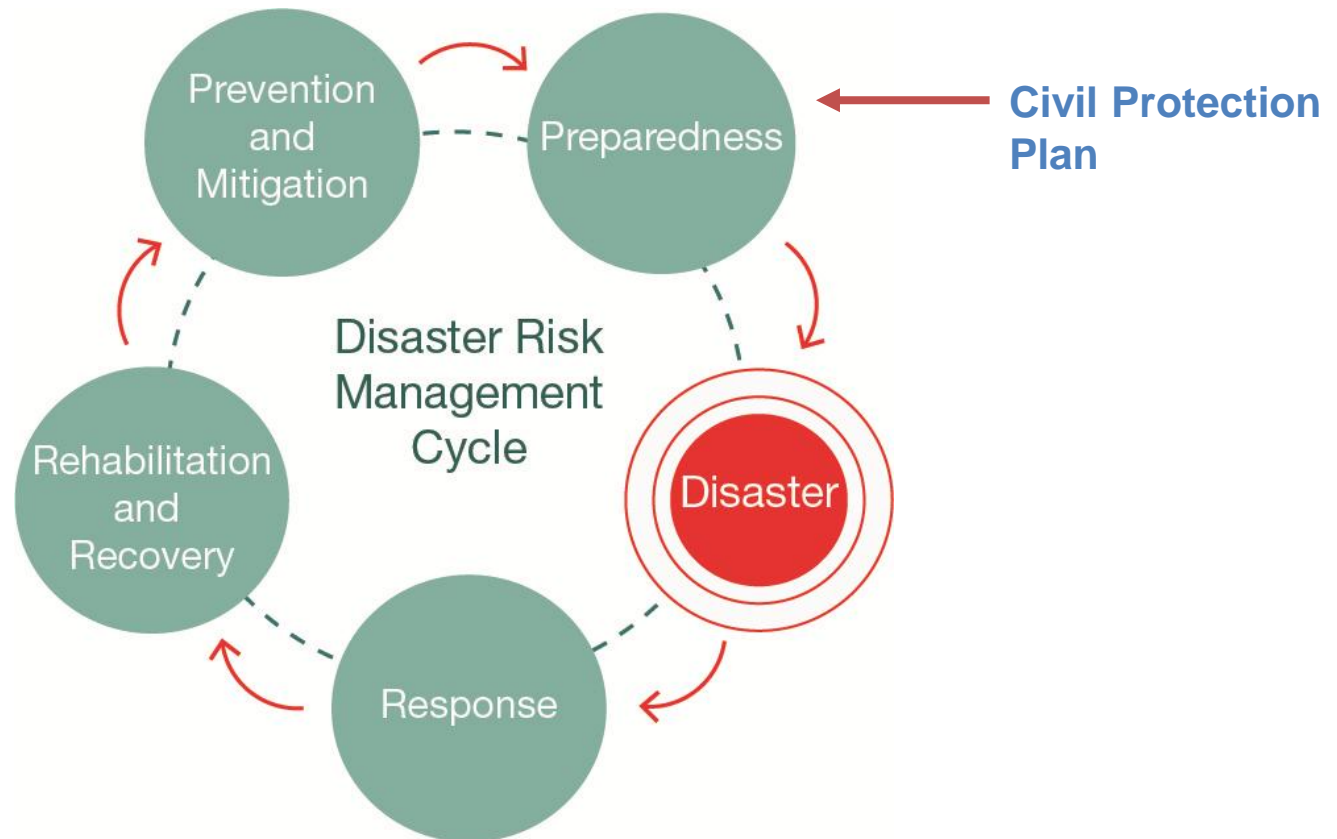 Prevention
and
Mitigation
Preparedness
Civil Protection
Plan
Disaster Risk
Management
Cycle
Rehabilitation
and
Recovery
Disaster
Response